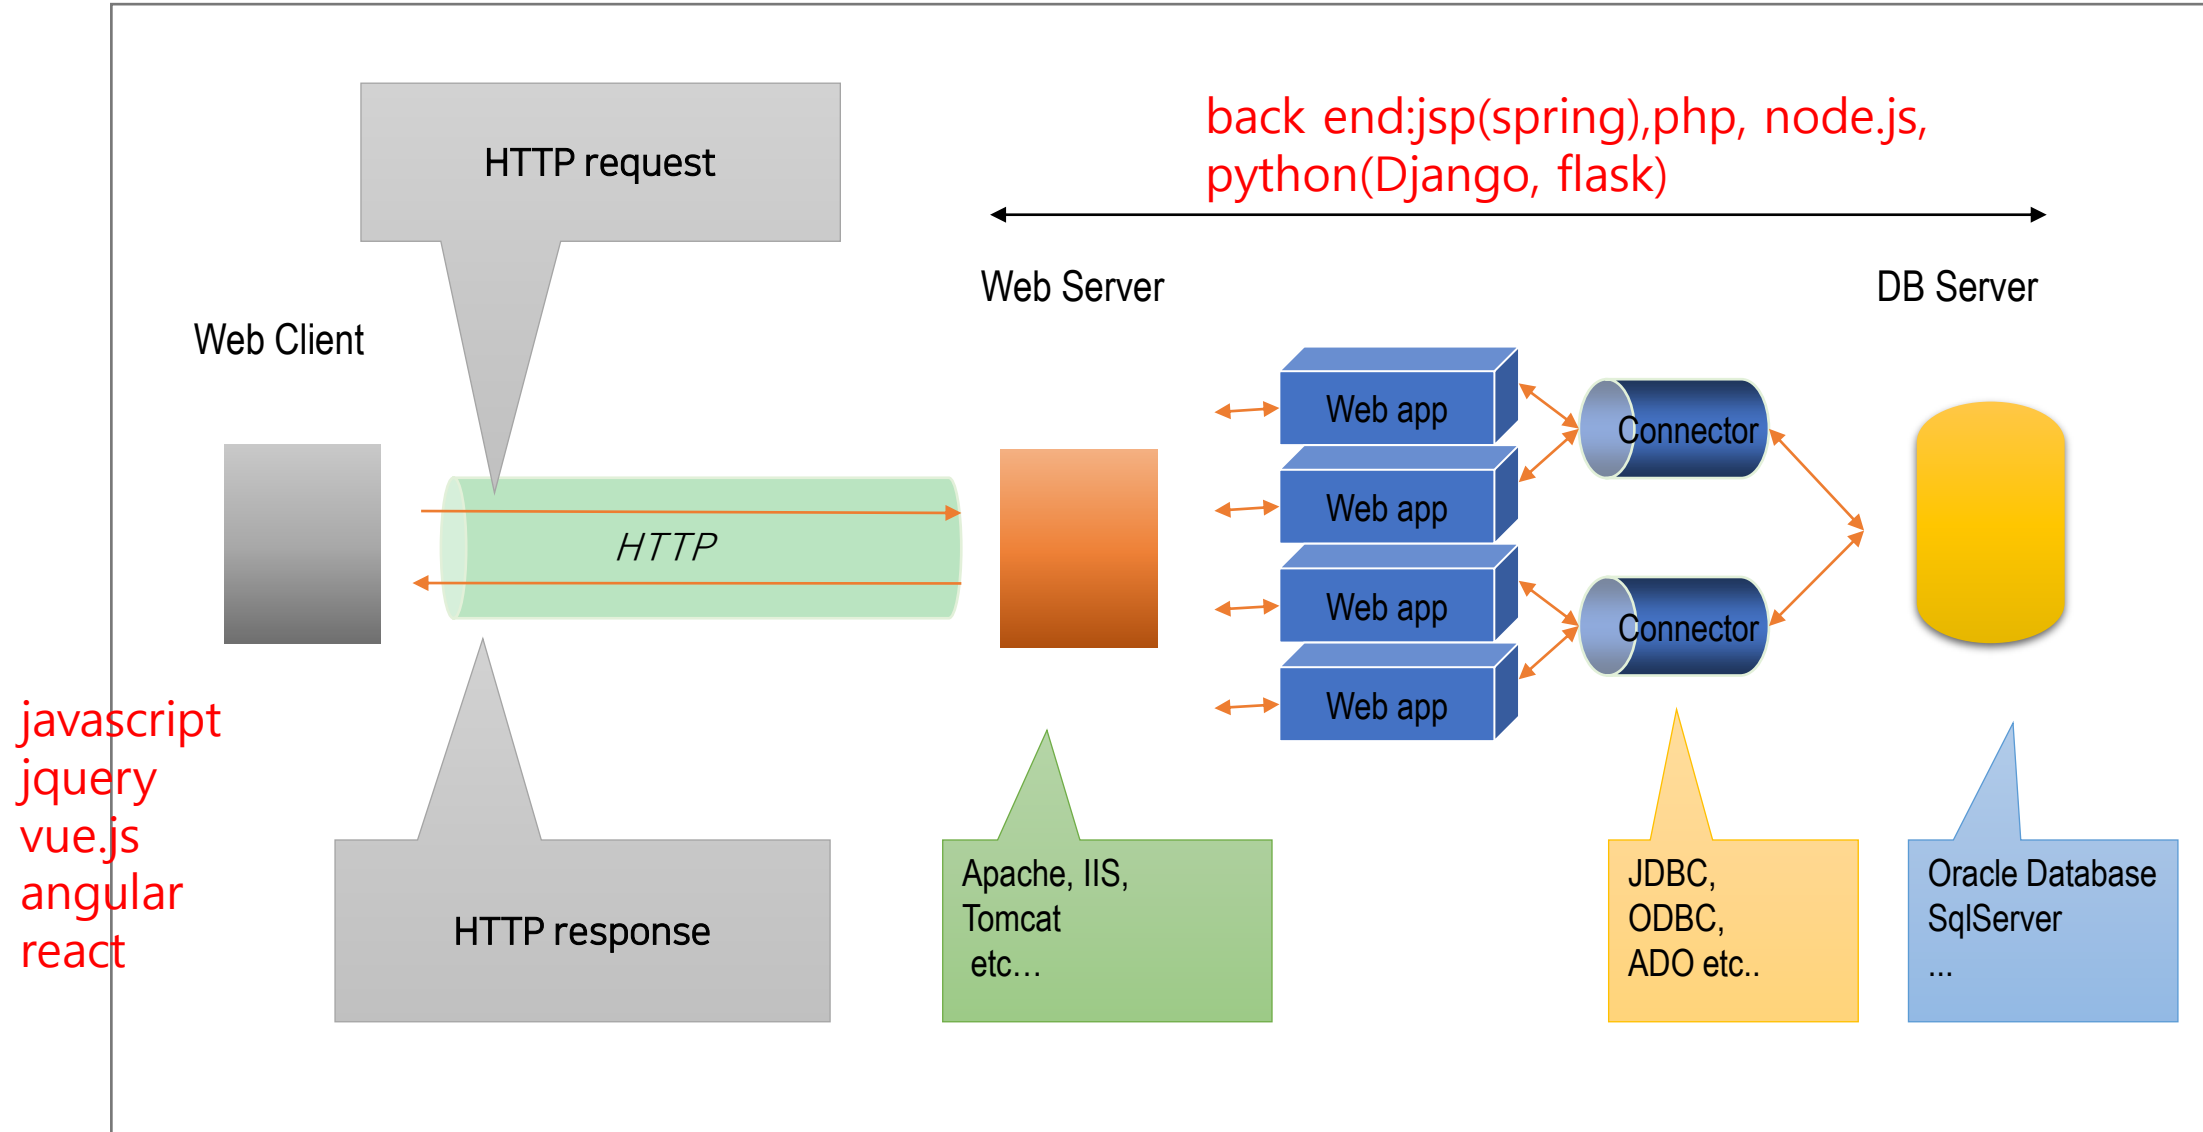 HTTP request
back end:jsp(spring),php, node.js,
python(Django, flask)
Web Client
Web Server
DB Server
HTTP
Web app
Web app
Web app
Web app
Connector
Connector
javascript
jquery
vue.js
angular
react
HTTP response
Apache, IIS,
Tomcat
etc…
JDBC,
ODBC,
ADO etc..
Oracle Database
SqlServer
...